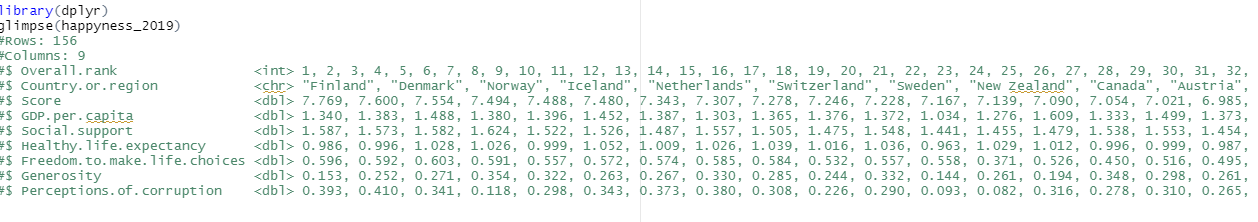 library(dplyr)
glimpse(happyness_2019)
#Rows: 156
#Columns: 9
#$ Overall.rank <int> 1, 2, 3, 4, 5, 6, 7, 8, 9, 10, 11, 12, 13, 14, 15, 16, 17, 18, 19, 20, 21, 22, 23, 24, 25, 26, 27, 28, 29, 30, 31, 32,
#$ Country.or.region <chr> "Finland", "Denmark", "Norway", "Iceland", "Netherlands", "Switzerland", "Sweden", "New Zealand", "Canada", "Austria",
#$ Score <dbl> 7.769, 7.600, 7.554, 7.494, 7.488, 7.480, 7.343, 7.307, 7.278, 7.246, 7.228, 7.167, 7.139, 7.090, 7.054, 7.021, 6.985,
#$ GDP.per.capita <dbl> 1.340, 1.383, 1.488, 1.380, 1.396, 1.452, 1.387, 1.303, 1.365, 1.376, 1.372, 1.034, 1.276, 1.609, 1.333, 1.499, 1.373,
#$ Social.support <dbl> 1.587, 1.573, 1.582, 1.624, 1.522, 1.526, 1.487, 1.557, 1.505, 1.475, 1.548, 1.441, 1.455, 1.479, 1.538, 1.553, 1.454,
#$ Healthy.life.expectancy <dbl> 0.986, 0.996, 1.028, 1.026, 0.999, 1.052, 1.009, 1.026, 1.039, 1.016, 1.036, 0.963, 1.029, 1.012, 0.996, 0.999, 0.987,
#$ Freedom.to.make.life.choices <dbl> 0.596, 0.592, 0.603, 0.591, 0.557, 0.572, 0.574, 0.585, 0.584, 0.532, 0.557, 0.558, 0.371, 0.526, 0.450, 0.516, 0.495,
#$ Generosity <dbl> 0.153, 0.252, 0.271, 0.354, 0.322, 0.263, 0.267, 0.330, 0.285, 0.244, 0.332, 0.144, 0.261, 0.194, 0.348, 0.298, 0.261,
#$ Perceptions.of.corruption <dbl> 0.393, 0.410, 0.341, 0.118, 0.298, 0.343, 0.373, 0.380, 0.308, 0.226, 0.290, 0.093, 0.082, 0.316, 0.278, 0.310, 0.265,